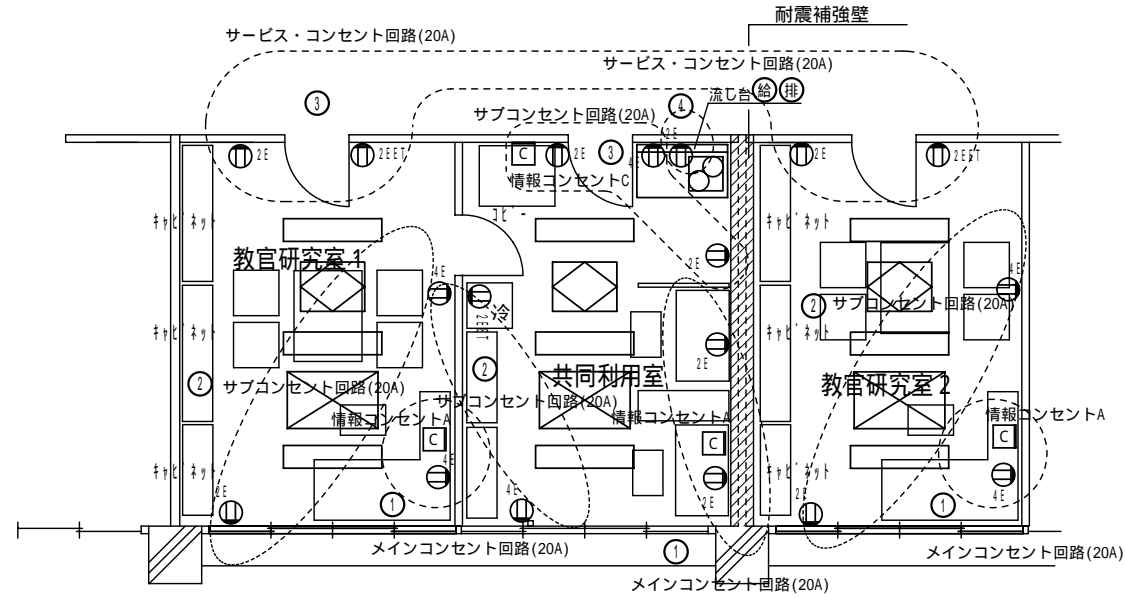 耐震補強壁
サービス・コンセント回路(20A)
サービス・コンセント回路(20A)
流し台 給 排
3
4
サブコンセント回路(20A)
2E
2E
2EET
C
2E
3
4E
2E
2EET
情報コンセントC
コピー
キャビネット
キャビネット
キャビネット
教官研究室 1
4E
2E
4E
冷
2EET
2
サブコンセント回路(20A)
キャビネット
キャビネット
キャビネット
2E
共同利用室
教官研究室 2
2
サブコンセント回路(20A)
2
サブコンセント回路(20A)
情報コンセントA
情報コンセントA
情報コンセントA
C
C
C
4E
4E
2E
4E
2E
2E
1
1
メインコンセント回路(20A)
1
メインコンセント回路(20A)
メインコンセント回路(20A)